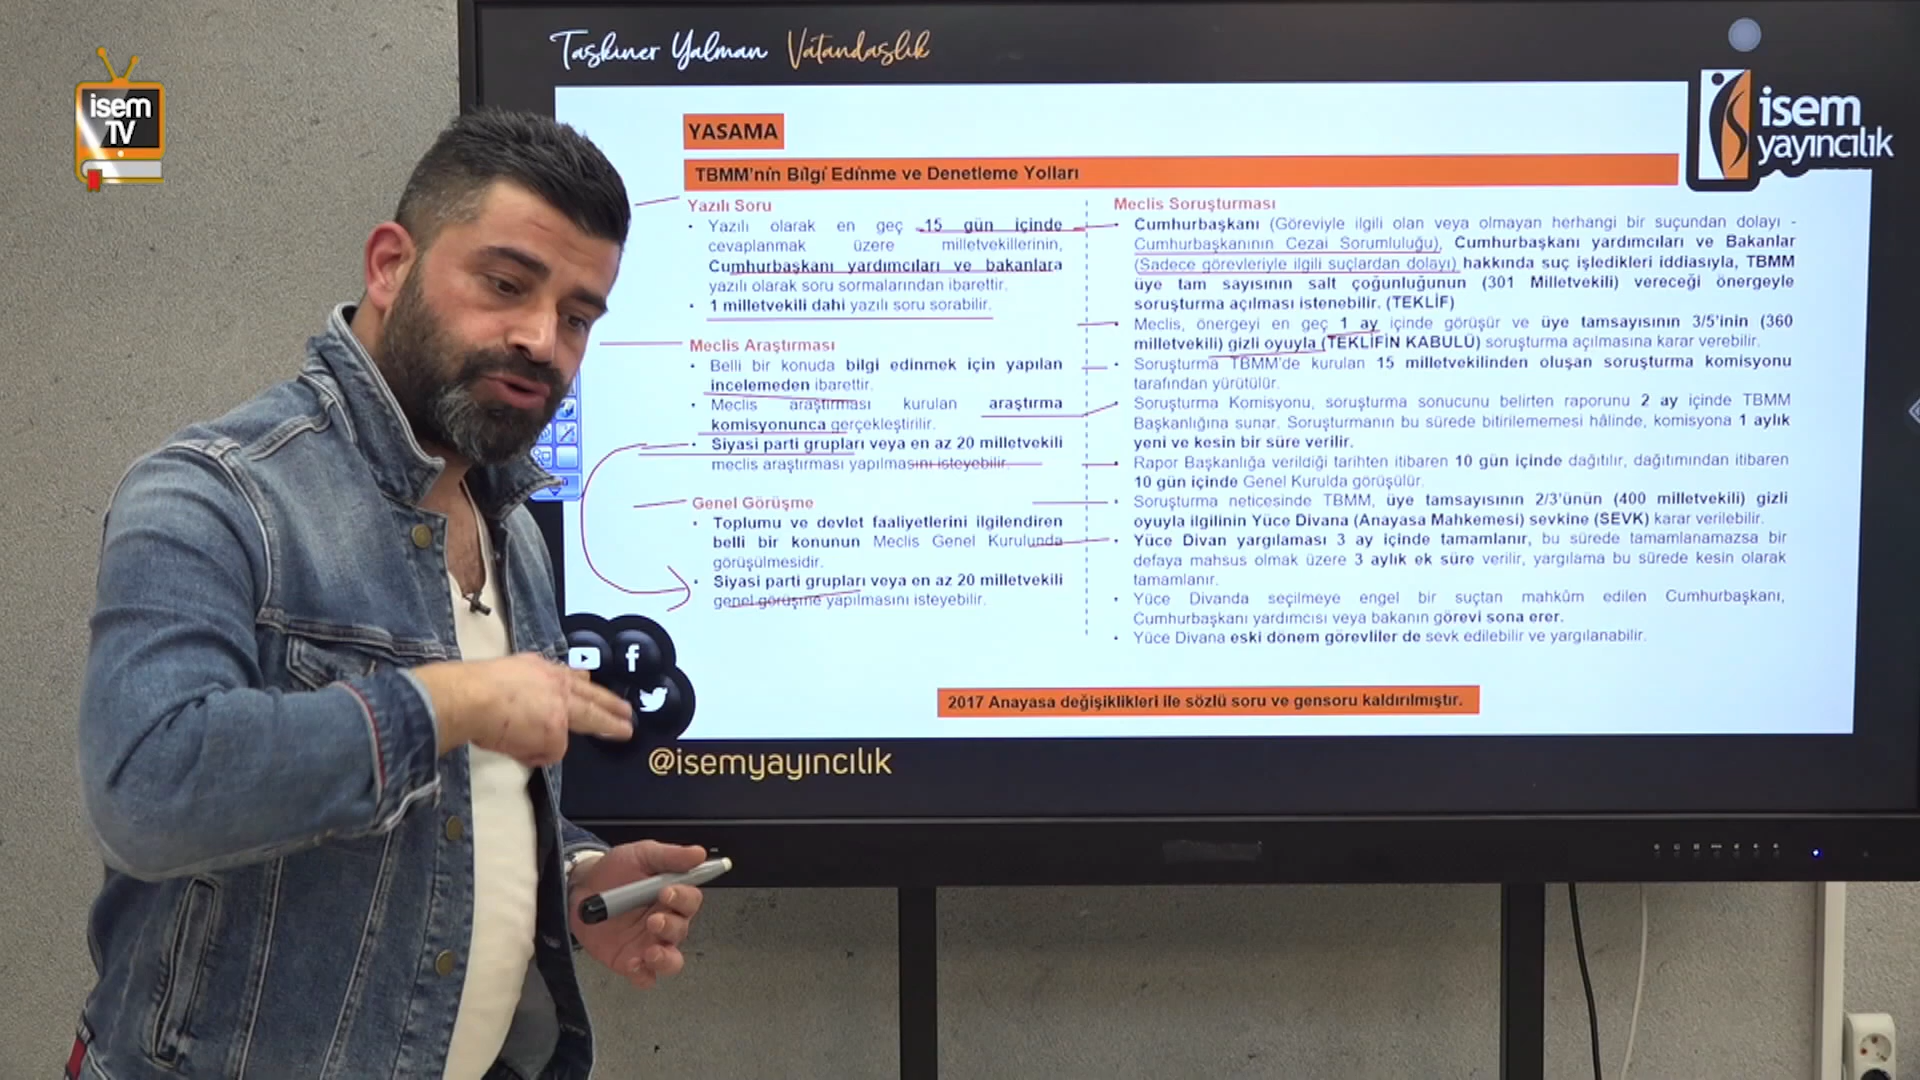 Taşkıner Yalman Vatandaşlık
isem
TV
isem
yayıncılık
YASAMA
TBMM'nin Bilgi Edinme ve Denetleme Yolları
Yazılı Soru
• Yazılı olarak en geç 15 gün içinde
cevaplanmak üzere milletvekillerinin,
Cumhurbaşkanı yardımcıları ve bakanlara
yazılı olarak soru sormalarından ibarettir.
• 1 milletvekili dahi yazılı soru sorabilir.
Meclis Araştırması
• Belli bir konuda bilgi edinmek için yapılan
incelemeden ibarettir.
• Meclis araştırması kurulan araştırma
komisyonunca gerçekleştirilir.
• Siyasi parti grupları veya en az 20 milletvekili
meclis araştırması yapılmasını isteyebilir.
Genel Görüşme
• Toplumu ve devlet faaliyetlerini ilgilendiren
belli bir konunun Meclis Genel Kurulunda
görüşülmesidir.
• Siyasi parti grupları veya en az 20 milletvekili
genel görüşme yapılmasını isteyebilir.
Meclis Soruşturması
• Cumhurbaşkanı (Göreviyle ilgili olan veya olmayan herhangi bir suçundan dolayı -
Cumhurbaşkanının Cezai Sorumluluğu), Cumhurbaşkanı yardımcıları ve Bakanlar
(Sadece görevleriyle ilgili suçlardan dolayı) hakkında suç işledikleri iddiasıyla, TBMM
üye tam sayısının salt çoğunluğunun (301 Milletvekili) vereceği önergeyle
soruşturma açılması istenebilir. (TEKLİF)
• Meclis, önergeyi en geç 1 ay içinde görüşür ve üye tamsayısının 3/5'inin (360
milletvekili) gizli oyuyla (TEKLİFİN KABULÜ) soruşturma açılmasına karar verebilir.
• Soruşturma TBMM'de kurulan 15 milletvekilinden oluşan soruşturma komisyonu
tarafından yürütülür.
• Soruşturma Komisyonu, soruşturma sonucunu belirten raporunu 2 ay içinde TBMM
Başkanlığına sunar. Soruşturmanın bu sürede bitirilememesi hâlinde, komisyona 1 aylık
yeni ve kesin bir süre verilir.
• Rapor Başkanlığa verildiği tarihten itibaren 10 gün içinde dağıtılır, dağıtımından itibaren
10 gün içinde Genel Kurulda görüşülür.
• Soruşturma neticesinde TBMM, üye tamsayısının 2/3'ünün (400 milletvekili) gizli
oyuyla ilgilinin Yüce Divana (Anayasa Mahkemesi) sevkine (SEVK) karar verilebilir.
• Yüce Divan yargılaması 3 ay içinde tamamlanır, bu sürede tamamlanamazsa bir
defaya mahsus olmak üzere 3 aylık ek süre verilir, yargılama bu sürede kesin olarak
tamamlanır.
• Yüce Divanda seçilmeye engel bir suçtan mahkûm edilen Cumhurbaşkanı,
Cumhurbaşkanı yardımcısı veya bakanın görevi sona erer.
• Yüce Divana eski dönem görevliler de sevk edilebilir ve yargılanabilir.
2017 Anayasa değişiklikleri ile sözlü soru ve gensoru kaldırılmıştır.
@isemyayıncılık